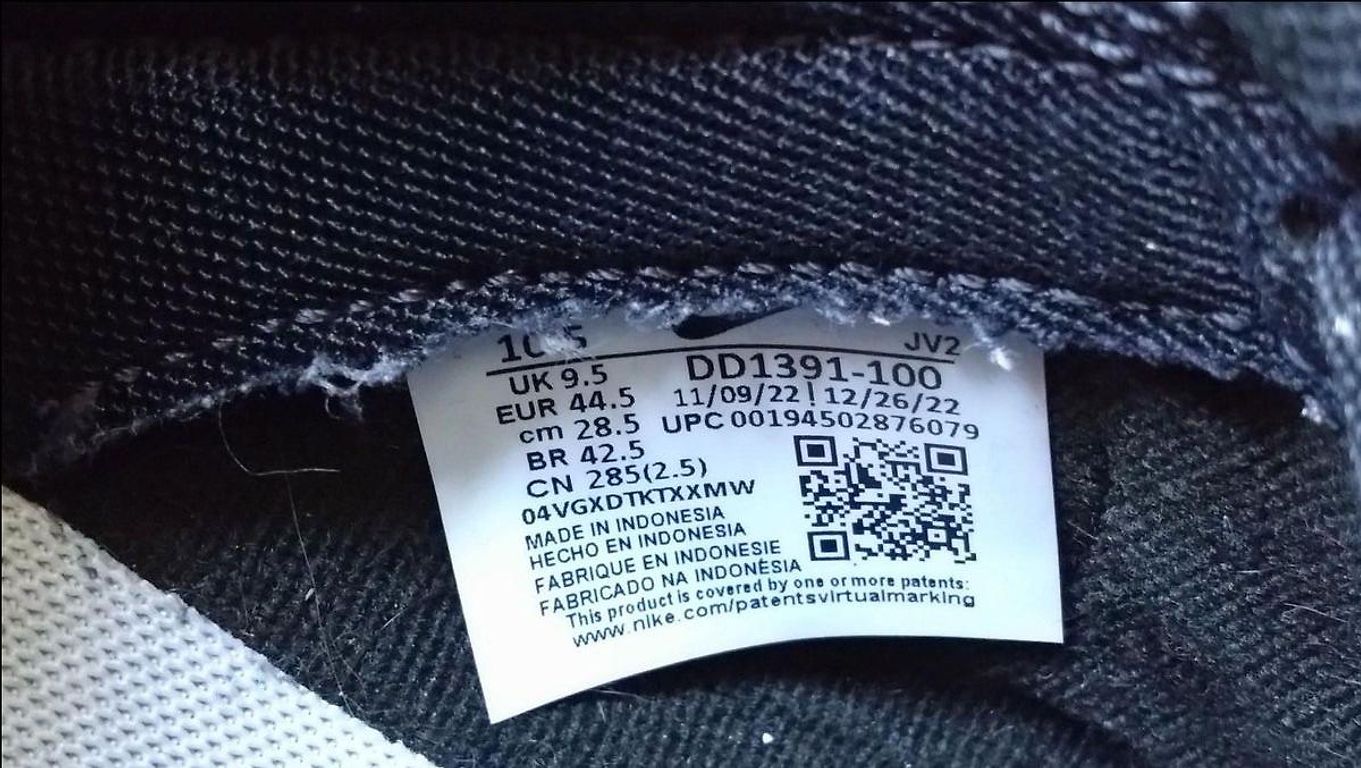 10.5
JV2
UK 9.5
DD1391-100
EUR 44.5
11/09/22 | 12/26/22
cm 28.5
UPC 00194502876079
BR 42.5
CN 285(2.5)
04VGXDTKTXXMW
MADE IN INDONESIA
HECHO EN INDONESIA
FABRIQUE EN INDONESIE
FABRICADO NA INDONÉSIA
This product is covered by one or more patents:
www.nike.com/patentsvirtualmarking